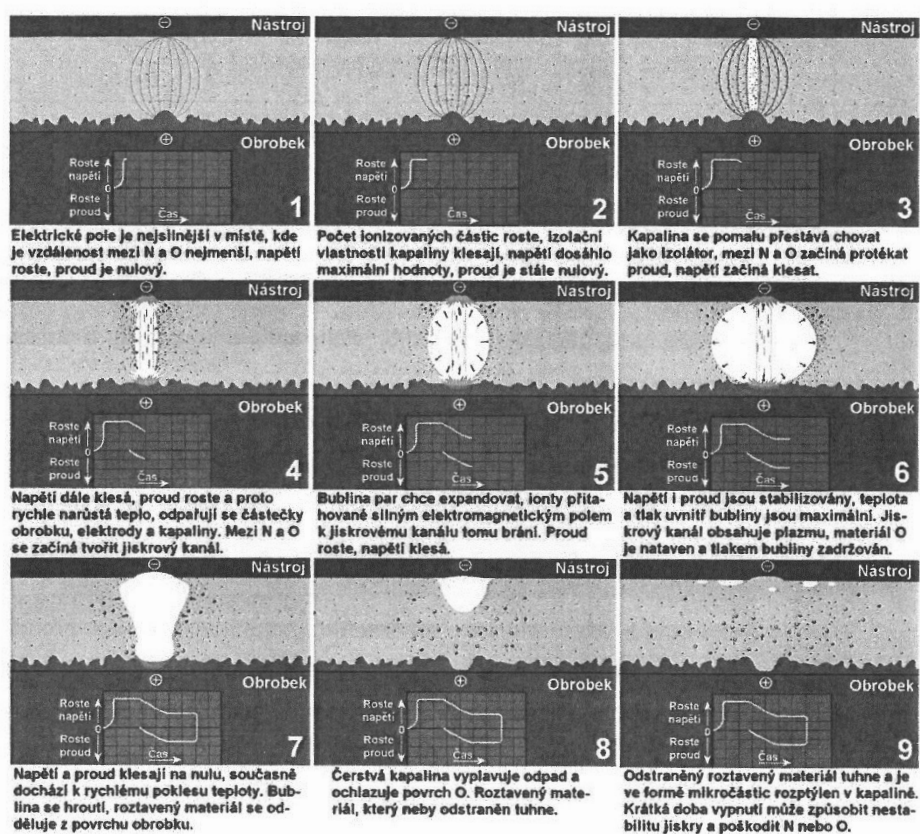 ⊖ Nástroj
⊕ Obrobek
Roste
napětí
0
Roste
proud
Čas
1
Elektrické pole je nejsilnější v místě, kde
je vzdálenost mezi N a O nejmenší, napětí
roste, proud je nulový.
⊖ Nástroj
⊕ Obrobek
Roste
napětí
0
Roste
proud
Čas
2
Počet ionizovaných částic roste, izolační
vlastnosti kapaliny klesají, napětí dosáhlo
maximální hodnoty, proud je stále nulový.
⊖ Nástroj
⊕ Obrobek
Roste
napětí
0
Roste
proud
Čas
3
Kapalina se pomalu přestává chovat
jako izolátor, mezi N a O začíná protékat
proud, napětí začíná klesat.
⊖ Nástroj
⊕ Obrobek
Roste
napětí
0
Roste
proud
Čas
4
Napětí dále klesá, proud roste a proto
rychle narůstá teplo, odpařují se částečky
obrobku, elektrody a kapaliny. Mezi N a O
se začíná tvořit jiskrový kanál.
⊖ Nástroj
⊕ Obrobek
Roste
napětí
0
Roste
proud
Čas
5
Bublina par chce expandovat, ionty přita-
hované silným elektromagnetickým polem
k jiskrovému kanálu tomu brání. Proud
roste, napětí klesá.
⊖ Nástroj
⊕ Obrobek
Roste
napětí
0
Roste
proud
Čas
6
Napětí i proud jsou stabilizovány, teplota
a tlak uvnitř bubliny jsou maximální. Jis-
krový kanál obsahuje plazmu, materiál O
je nataven a tlakem bubliny zadržován.
⊖ Nástroj
⊕ Obrobek
Roste
napětí
0
Roste
proud
Čas
7
Napětí a proud klesají na nulu, současně
dochází k rychlému poklesu teploty. Bub-
lina se hroutí, roztavený materiál se od-
děluje z povrchu obrobku.
⊖ Nástroj
⊕ Obrobek
Roste
napětí
0
Roste
proud
Čas
8
Čerstvá kapalina vyplavuje odpad a
ochlazuje povrch O. Roztavený mate-
riál, který neby odstraněn tuhne.
⊖ Nástroj
⊕ Obrobek
Roste
napětí
0
Roste
proud
Čas
9
Odstraněný roztavený materiál tuhne a je
ve formě mikročástic rozptýlen v kapalině.
Krátká doba vypnutí může způsobit nesta-
bilitu jiskry a poškodit N nebo O.